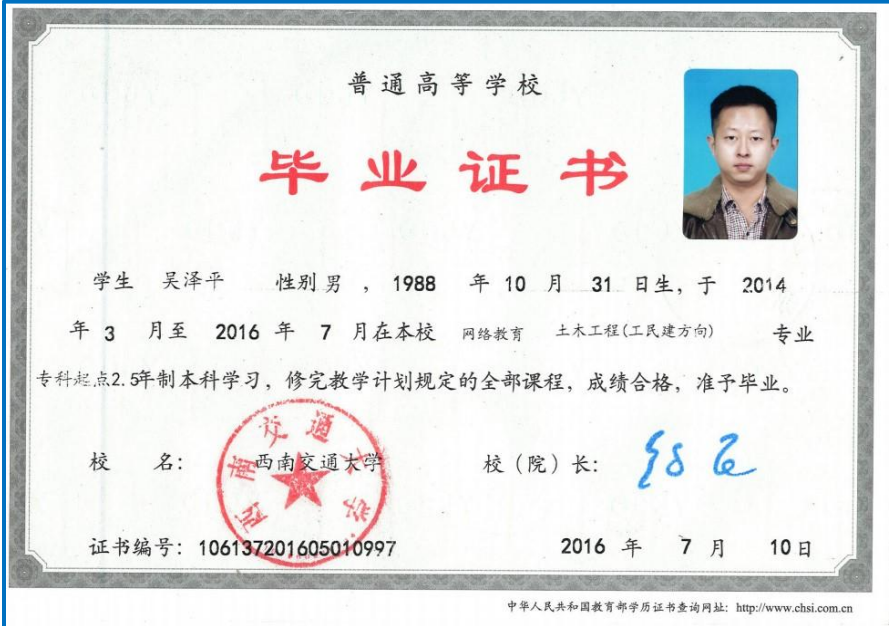 普通高等学校
毕业证书
学生 吴泽平 性别 男 ，1988 年 10 月 31 日生，于 2014
年 3 月至 2016 年 7 月在本校 网络教育 土木工程(工民建方向) 专业
专科起点2.5年制本科学习，修完教学计划规定的全部课程，成绩合格，准予毕业。
西南交通大学
校 名： 西南交通大学 校（院）长：
证书编号：106137201605010997 2016 年 7 月 10日
中华人民共和国教育部学历证书查询网址：http://www.chsi.com.cn